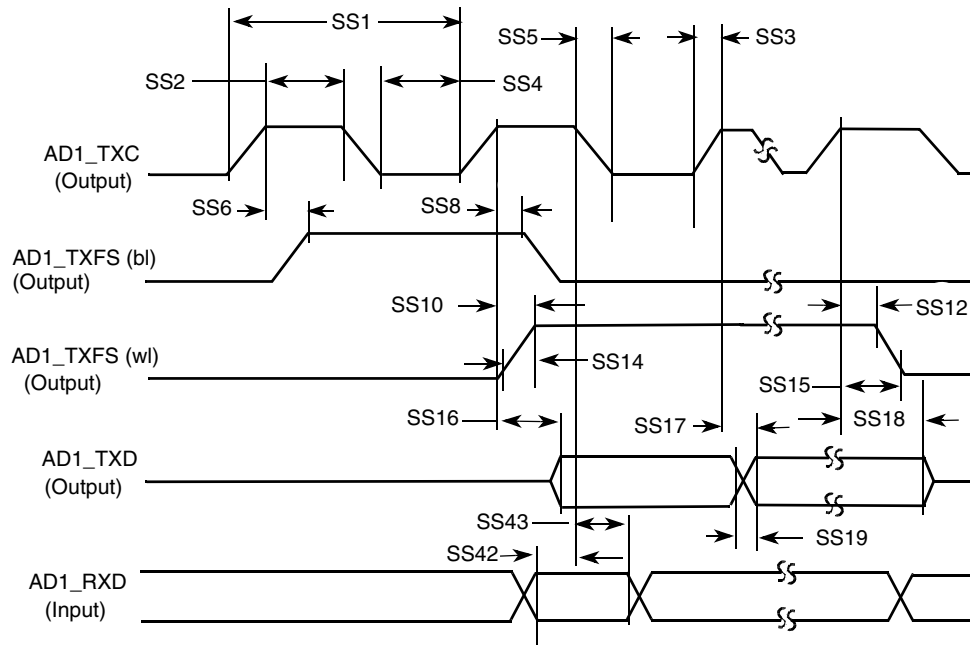 SS1
SS5
SS3
SS2
SS4
AD1_TXC
(Output)
SS6
SS8
AD1_TXFS (bl)
(Output)
SS10
SS12
AD1_TXFS (wl)
(Output)
SS14
SS15
SS16
SS17
SS18
AD1_TXD
(Output)
SS43
SS19
SS42
AD1_RXD
(Input)